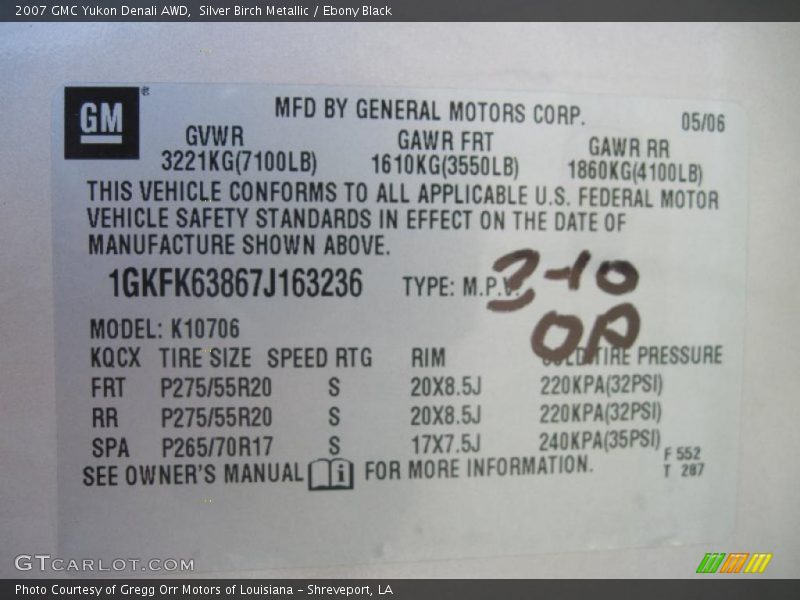 2007 GMC Yukon Denali AWD,  Silver Birch Metallic / Ebony Black
GM®
MFD BY GENERAL MOTORS CORP.
05/06
GVWR GAWR FRT GAWR RR
3221KG(7100LB) 1610KG(3550LB) 1860KG(4100LB)
THIS VEHICLE CONFORMS TO ALL APPLICABLE U.S. FEDERAL MOTOR
VEHICLE SAFETY STANDARDS IN EFFECT ON THE DATE OF
MANUFACTURE SHOWN ABOVE.
1GKFK63867J163236 TYPE: M.P.V.
MODEL: K10706
KQCX TIRE SIZE SPEED RTG RIM COLD TIRE PRESSURE
FRT P275/55R20 S 20X8.5J 220KPA(32PSI)
RR P275/55R20 S 20X8.5J 220KPA(32PSI)
SPA P265/70R17 S 17X7.5J 240KPA(35PSI)
SEE OWNER'S MANUAL i FOR MORE INFORMATION.
F 552
T 287
GTCARLOT.COM
Photo Courtesy of Gregg Orr Motors of Louisiana – Shreveport, LA